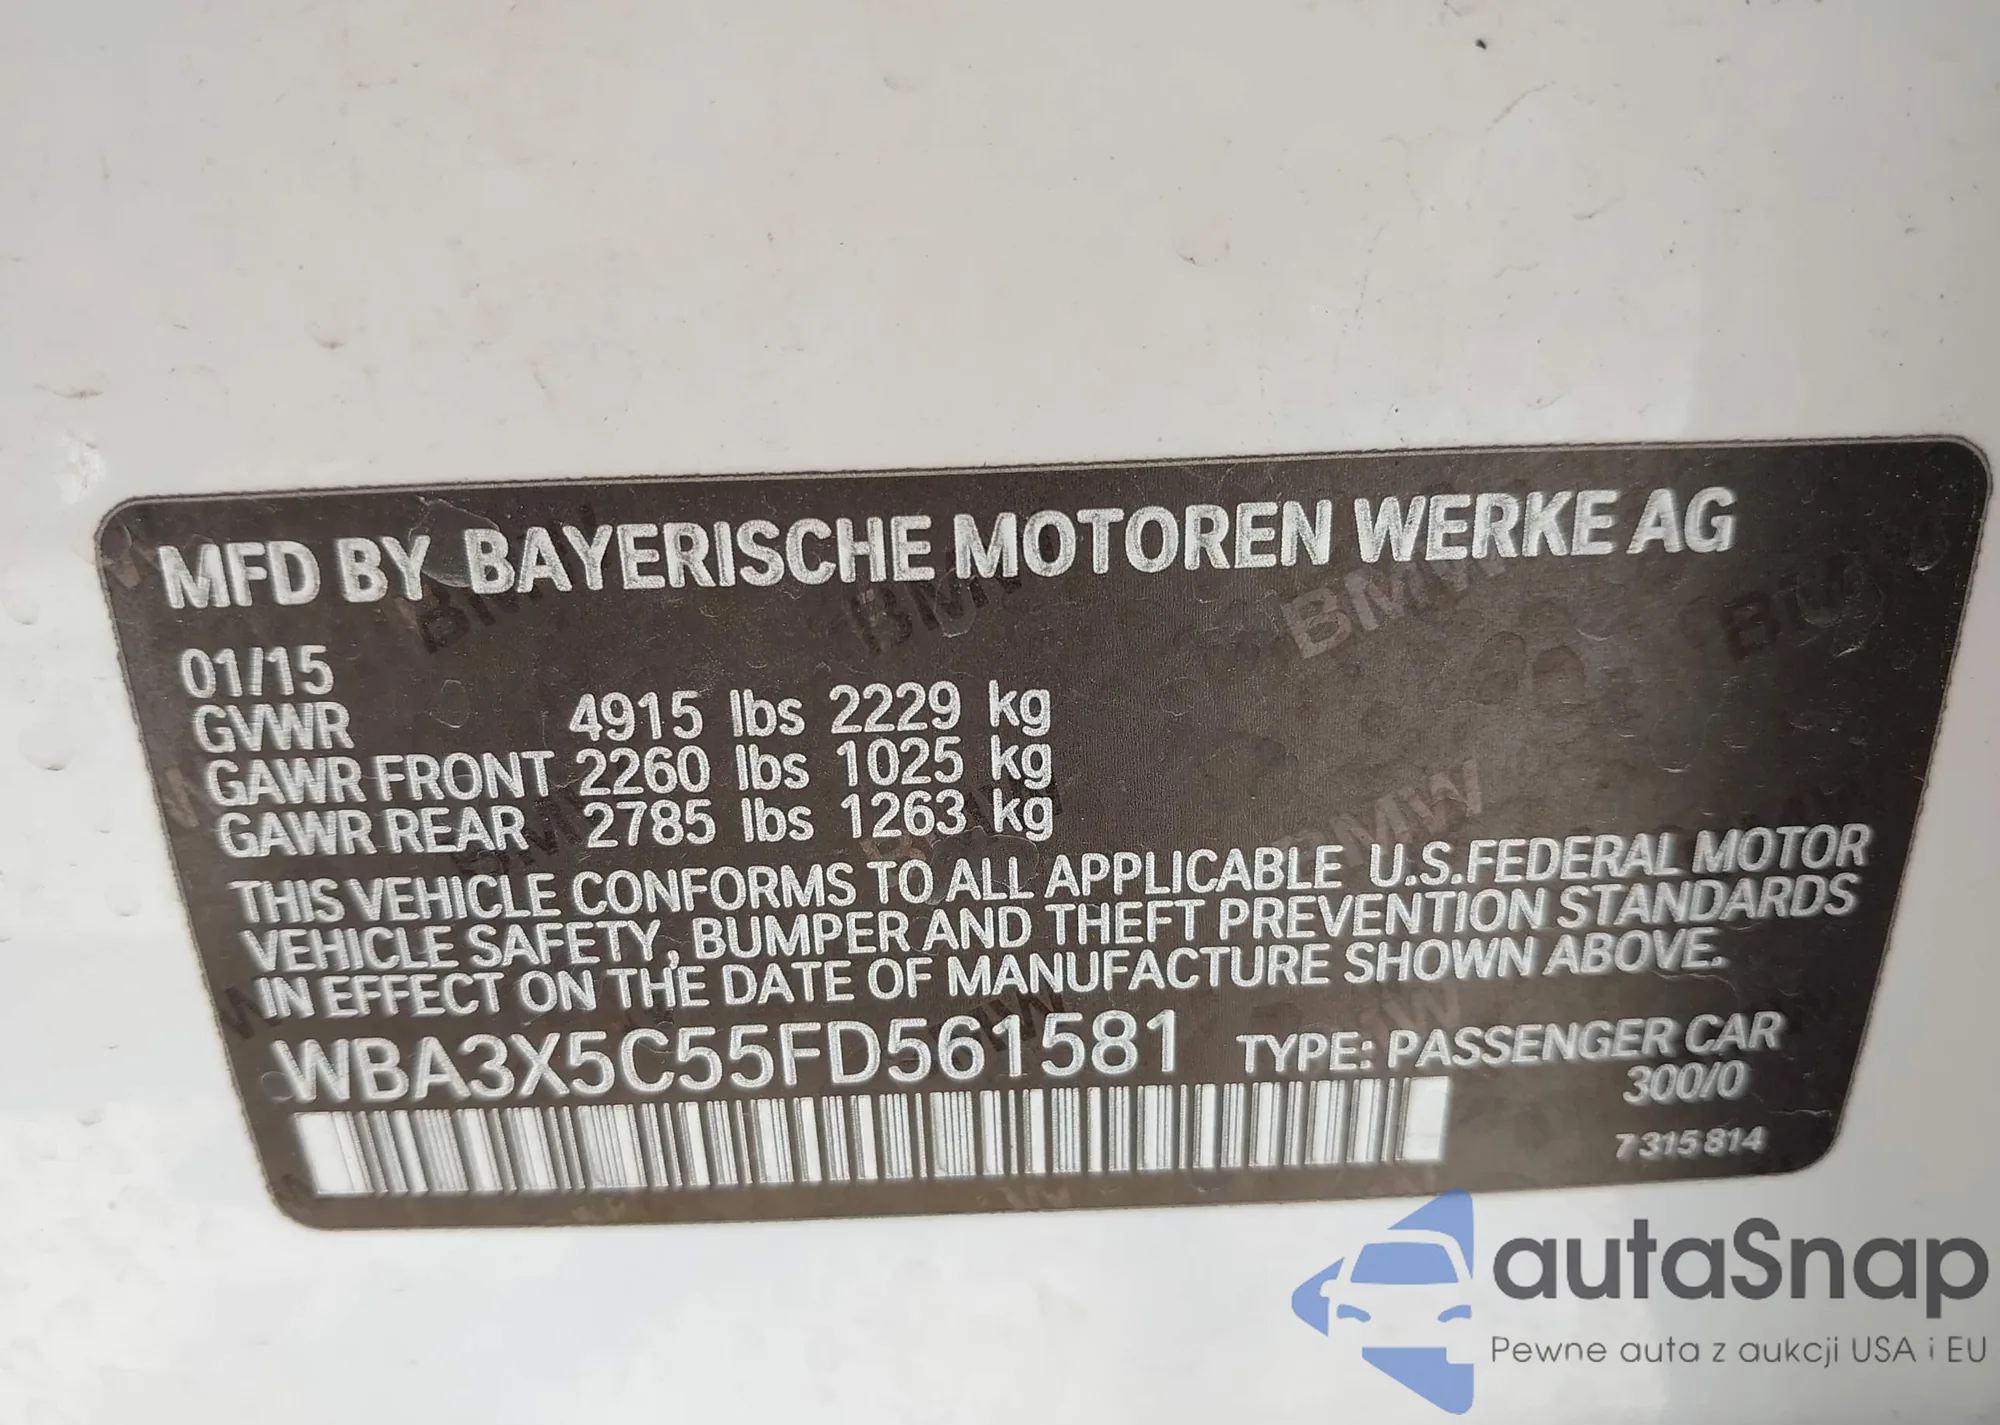 MFD BY BAYERISCHE MOTOREN WERKE AG
01/15
GVWR 4915 lbs 2229 kg
GAWR FRONT 2260 lbs 1025 kg
GAWR REAR 2785 lbs 1263 kg
THIS VEHICLE CONFORMS TO ALL APPLICABLE U.S.FEDERAL MOTOR
VEHICLE SAFETY, BUMPER AND THEFT PREVENTION STANDARDS
IN EFFECT ON THE DATE OF MANUFACTURE SHOWN ABOVE.
WBA3X5C55FD561581 TYPE: PASSENGER CAR
300/0
7 315 814
autaSnap
Pewne auta z aukcji USA i EU